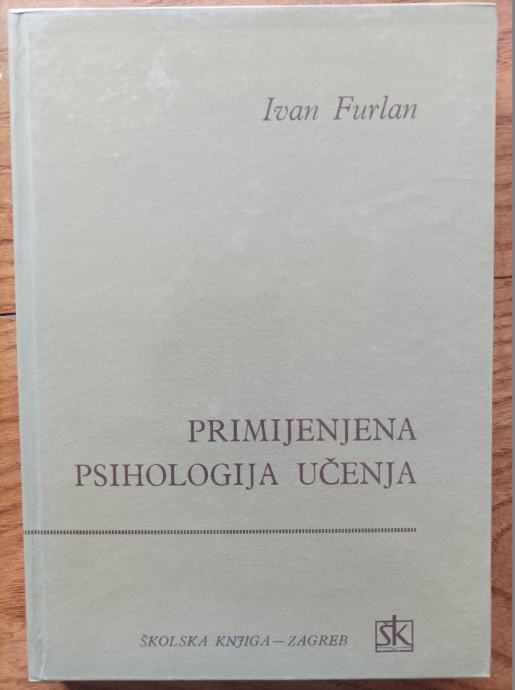 Ivan Furlan
PRIMIJENJENA
PSIHOLOGIJA UČENJA
ŠKOLSKA KNJIGA — ZAGREB
ŠK